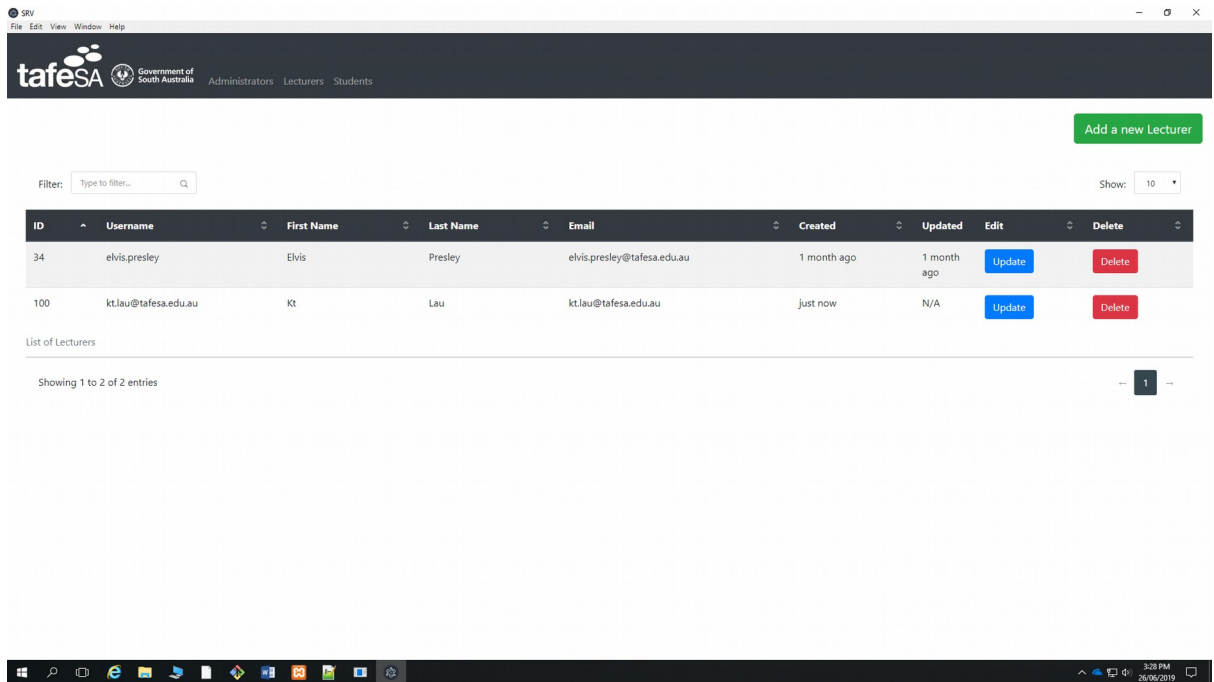 SRV
File Edit View Window Help
tafeSA Government of South Australia Administrators Lecturers Students
Add a new Lecturer
Filter: Type to filter... Show: 10
ID Username First Name Last Name Email Created Updated Edit Delete
34 elvis.presley Elvis Presley elvis.presley@tafesa.edu.au 1 month ago 1 month ago Update Delete
100 kt.lau@tafesa.edu.au Kt Lau kt.lau@tafesa.edu.au just now N/A Update Delete
List of Lecturers
Showing 1 to 2 of 2 entries ← 1 →
3:28 PM
26/06/2019